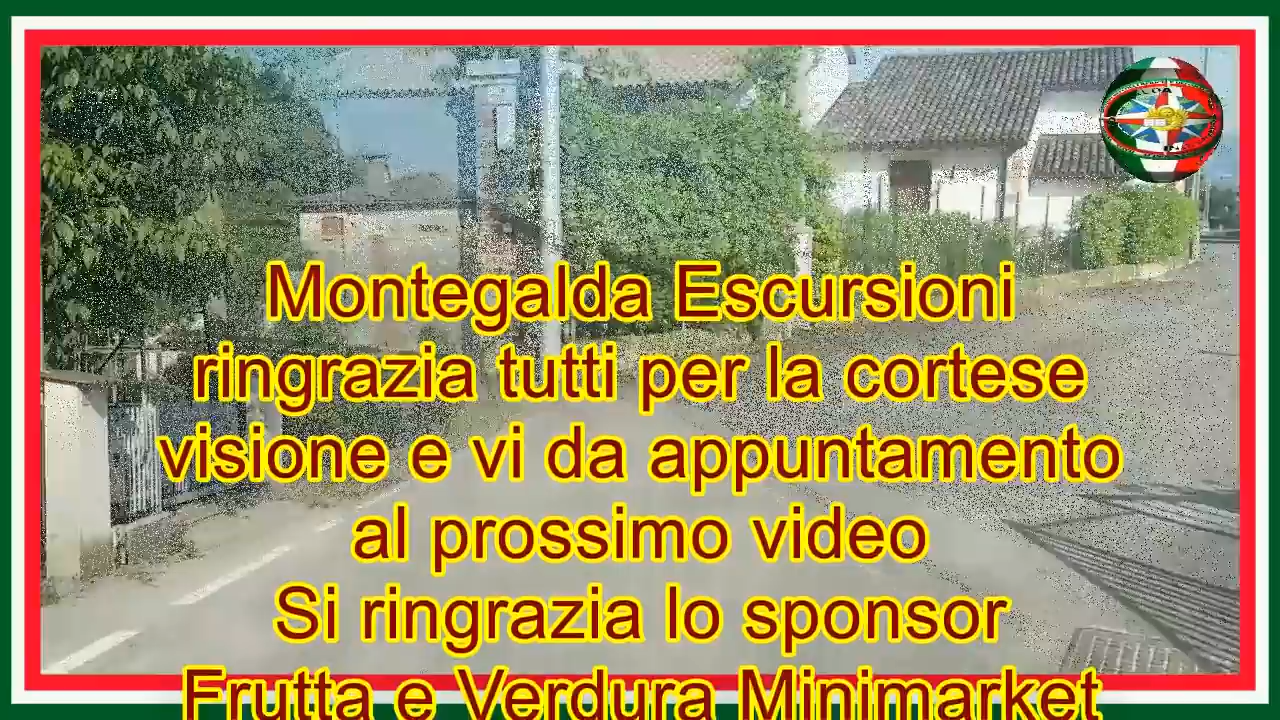 Montegalda Escursioni
ringrazia tutti per la cortese
visione e vi da appuntamento
al prossimo video
Si ringrazia lo sponsor
Frutta e Verdura Minimarket